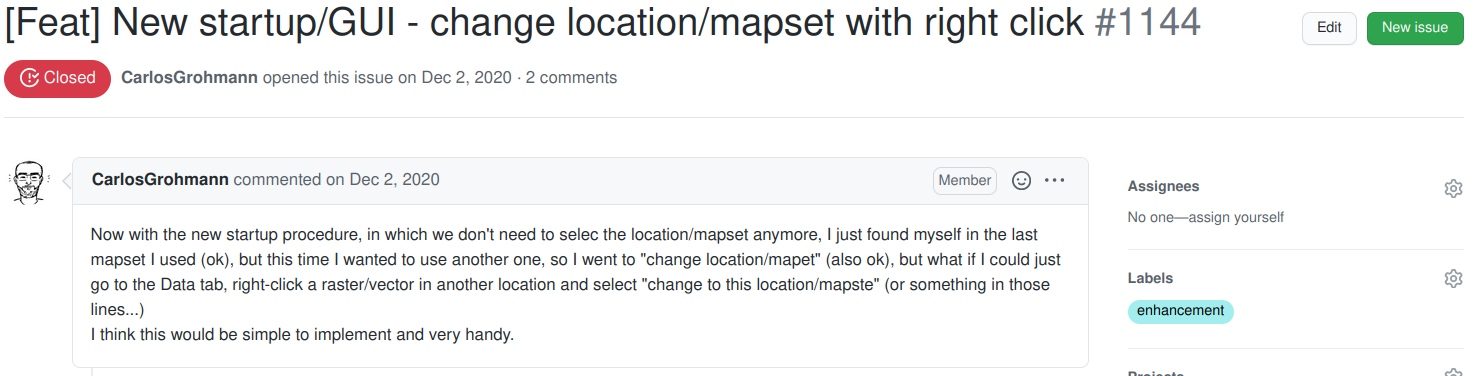 [Feat] New startup/GUI - change location/mapset with right click #1144
Edit
New issue
Closed
CarlosGrohmann opened this issue on Dec 2, 2020 · 2 comments
CarlosGrohmann commented on Dec 2, 2020
Member
Now with the new startup procedure, in which we don't need to selec the location/mapset anymore, I just found myself in the last
mapset I used (ok), but this time I wanted to use another one, so I went to "change location/mapet" (also ok), but what if I could just
go to the Data tab, right-click a raster/vector in another location and select "change to this location/mapste" (or something in those
lines...)
I think this would be simple to implement and very handy.
Assignees
No one—assign yourself
Labels
enhancement
Projects